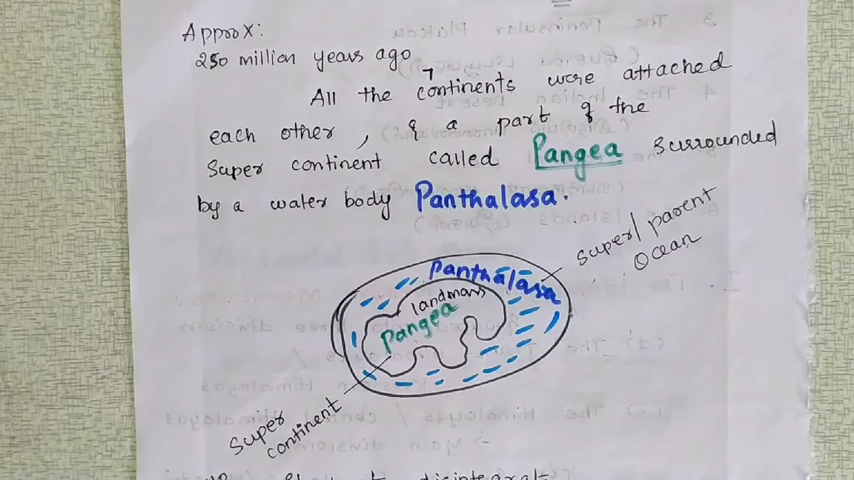 Approx:
250 million years ago
All the 7 continents were attached
each other, & a part of the
super continent called Pangea surrounded
by a water body Panthalasa.
super/parent
Ocean
Panthalasa
landmass
Pangea
super
continent